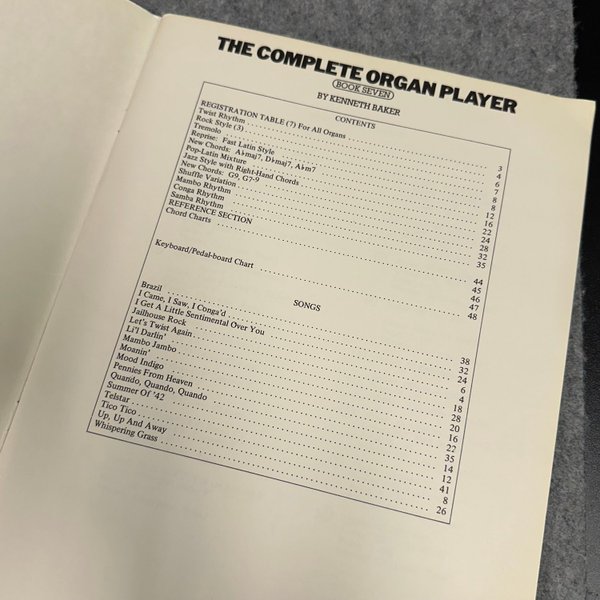 THE COMPLETE ORGAN PLAYER
BOOK SEVEN
BY KENNETH BAKER
CONTENTS
REGISTRATION TABLE (7) For All Organs 3
Twist Rhythm 4
Rock Style (3) 6
Tremolo 7
Reprise: Fast Latin Style 8
New Chords: A♭maj7, D♭maj7, A♭m7 8
Pop-Latin Mixture 12
Jazz Style with Right-Hand Chords 16
New Chords: G9, G7-9 22
Shuffle Variation 24
Mambo Rhythm 28
Conga Rhythm 32
Samba Rhythm 35
REFERENCE SECTION 44
Chord Charts 45
46
47
Keyboard/Pedal-board Chart 48
SONGS
Brazil 38
I Came, I Saw, I Conga'd 32
I Get A Little Sentimental Over You 24
Jailhouse Rock 6
Let's Twist Again 4
Li'l Darlin' 18
Mambo Jambo 28
Moanin' 20
Mood Indigo 16
Pennies From Heaven 22
Quando, Quando, Quando 35
Summer Of '42 14
Telstar 12
Tico Tico 41
Up, Up And Away 8
Whispering Grass 26